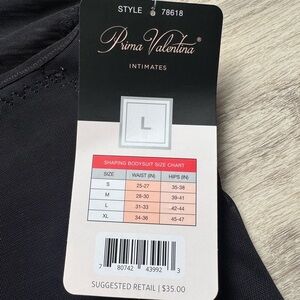 STYLE 78618
Prima Valentina®
INTIMATES
L
SHAPING BODYSUIT SIZE CHART
SIZE WAIST (IN) HIPS (IN)
S 25-27 35-38
M 28-30 39-41
L 31-33 42-44
XL 34-36 45-47
7 80742 43992 3
SUGGESTED RETAIL | $35.00